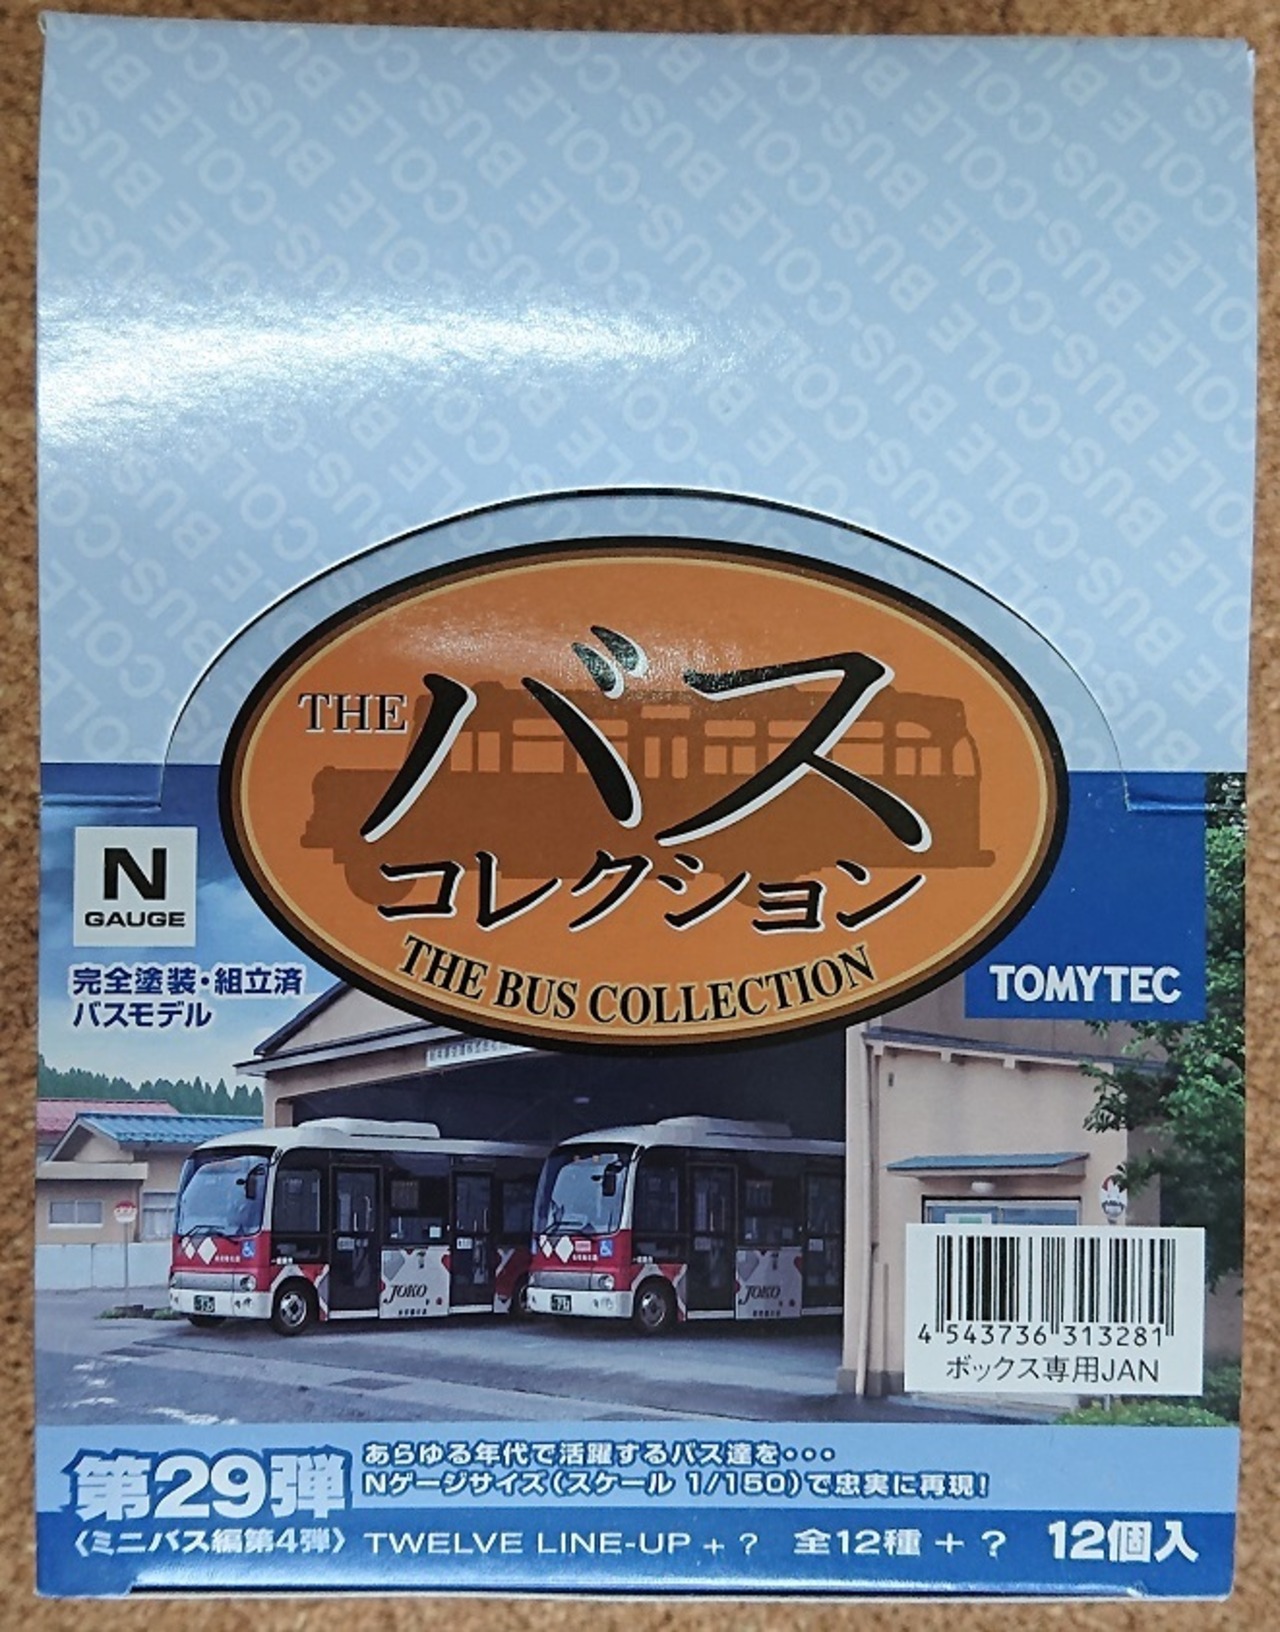 THE バス
コレクション
THE BUS COLLECTION
N
GAUGE
完全塗装・組立済
バスモデル
TOMYTEC
JOKO
JOKO
4 543736 313281
ボックス専用JAN
第29弾
あらゆる年代で活躍するバス達を・・・
Nゲージサイズ(スケール 1/150)で忠実に再現!
〈ミニバス編第4弾〉 TWELVE LINE-UP + ? 全12種 + ? 12個入